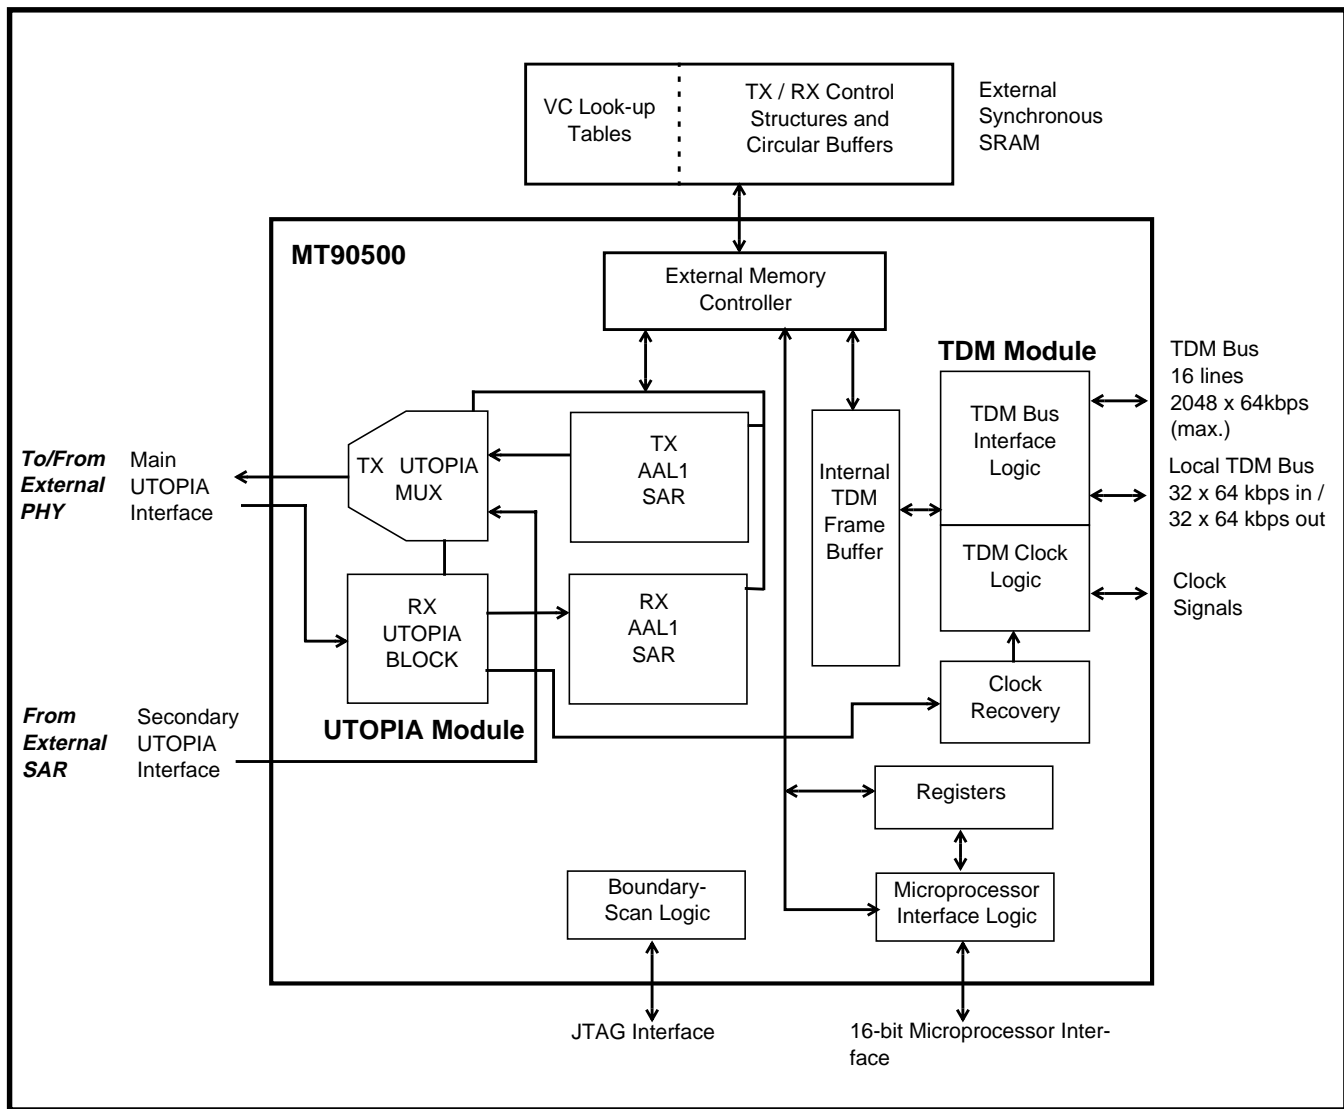 VC Look-up
Tables
TX / RX Control
Structures and
Circular Buffers
External
Synchronous
SRAM
MT90500
External Memory
Controller
TDM Module
TDM Bus
16 lines
2048 x 64kbps
(max.)
Local TDM Bus
32 x 64 kbps in /
32 x 64 kbps out
Clock
Signals
TDM Bus
Interface
Logic
TDM Clock
Logic
Internal
TDM
Frame
Buffer
TX
AAL1
SAR
TX UTOPIA
MUX
To/From
External
PHY
Main
UTOPIA
Interface
RX
UTOPIA
BLOCK
RX
AAL1
SAR
Clock
Recovery
UTOPIA Module
From
External
SAR
Secondary
UTOPIA
Interface
Registers
Boundary-
Scan Logic
Microprocessor
Interface Logic
JTAG Interface
16-bit Microprocessor Inter-
face